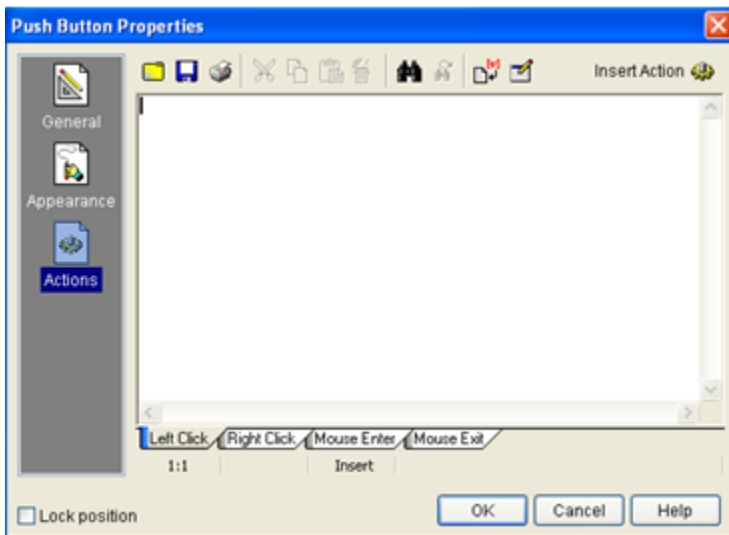 Push Button Properties
Insert Action
General
Appearance
Actions
Left Click Right Click Mouse Enter Mouse Exit
1:1 Insert
Lock position OK Cancel Help